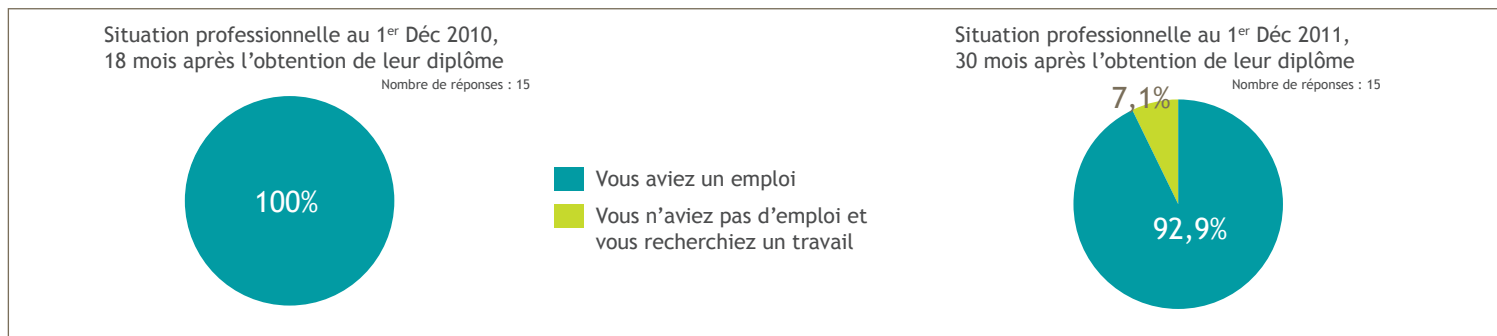 Situation professionnelle au 1er Déc 2010,
18 mois après l’obtention de leur diplôme
Nombre de réponses : 15
100%
Vous aviez un emploi
Vous n’aviez pas d’emploi et
vous recherchiez un travail
Situation professionnelle au 1er Déc 2011,
30 mois après l’obtention de leur diplôme
Nombre de réponses : 15
7,1%
92,9%